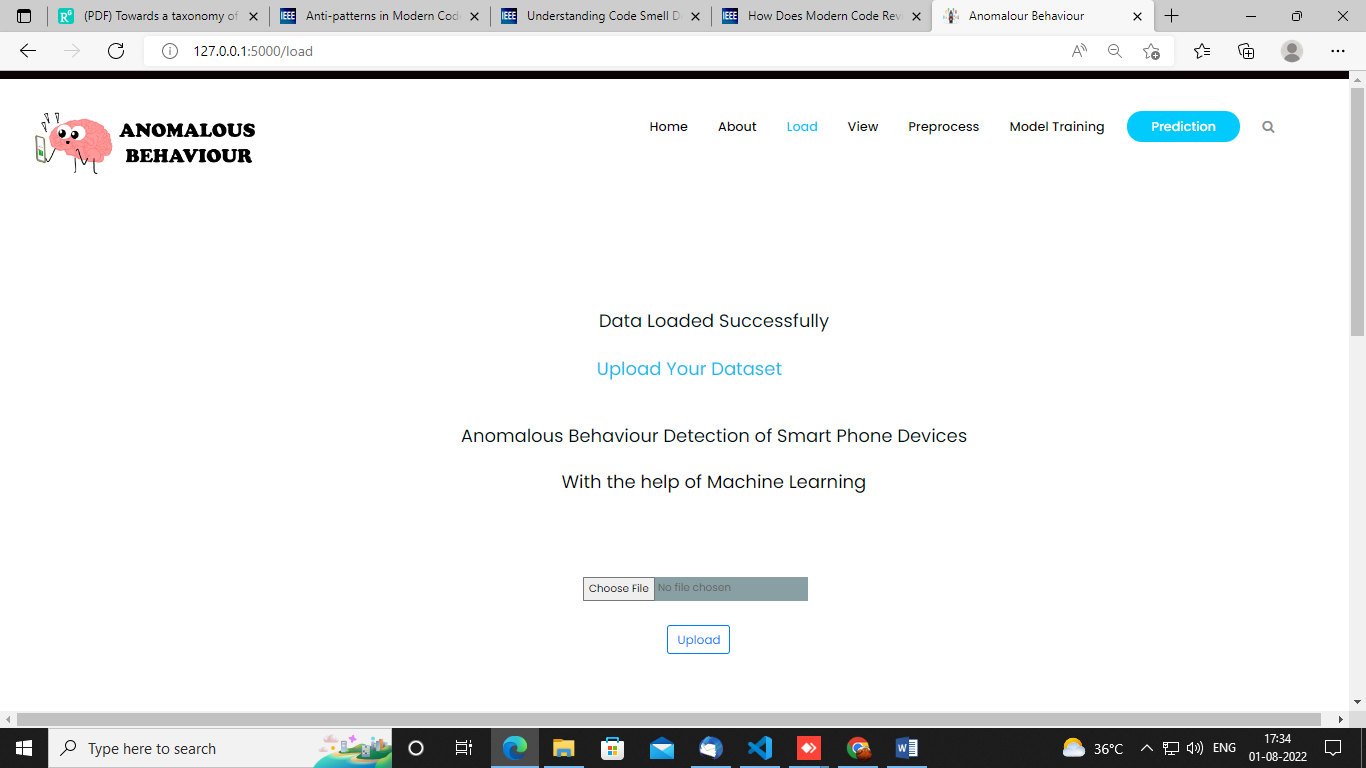 (PDF) Towards a taxonomy of
Anti-patterns in Modern Cod
Understanding Code Smell D
How Does Modern Code Revi
Anomalour Behaviour
127.0.0.1:5000/load
ANOMALOUS
BEHAVIOUR
Home
About
Load
View
Preprocess
Model Training
Prediction
Data Loaded Successfully
Upload Your Dataset
Anomalous Behaviour Detection of Smart Phone Devices
With the help of Machine Learning
Choose File No file chosen
Upload
Type here to search
36°C
ENG
17:34
01-08-2022